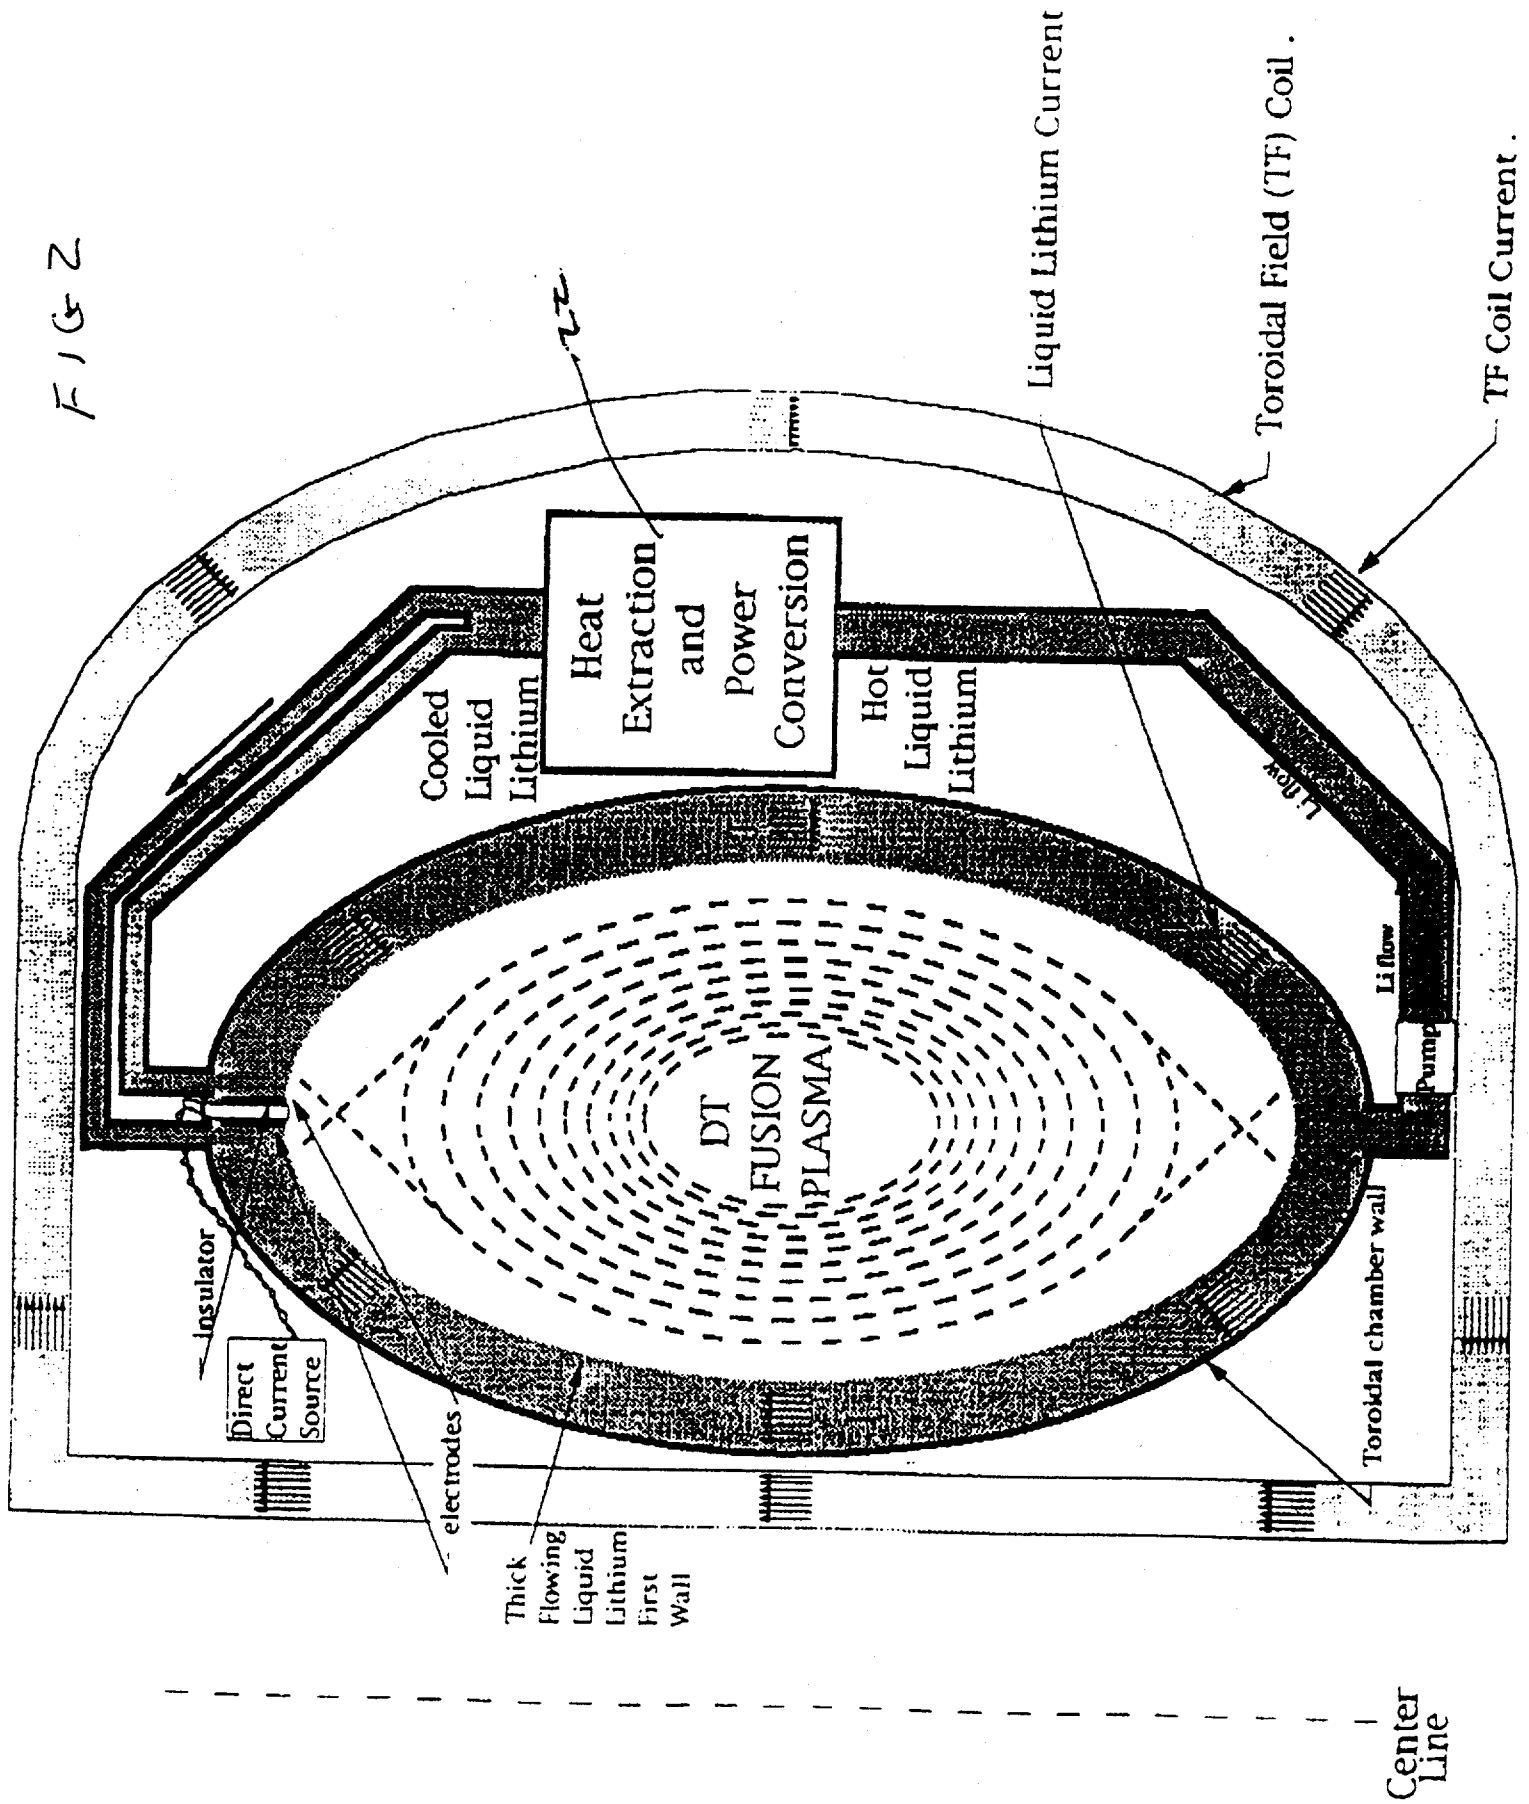 FIG 2
22
Liquid Lithium Current
Toroidal Field (TF) Coil.
TF Coil Current.
Heat
Extraction
and
Power
Conversion
Cooled
Liquid
Lithium
Hot
Liquid
Lithium
Li flow
Li flow
Pump
DT
FUSION
PLASMA
insulator
Direct
Current
Source
electrodes
Thick
Flowing
Liquid
Lithium
First
Wall
Toroidal chamber wall
Center
Line